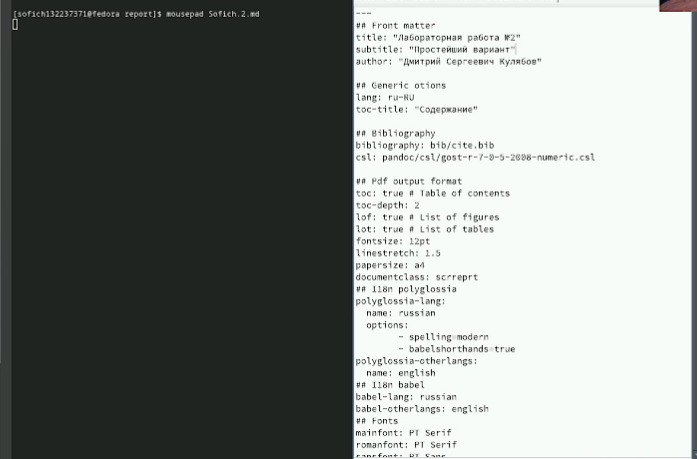 [sofich132237371@fedora report]$ mousepad Sofich.2.md
---
## Front matter
title: "Лабораторная работа №2"
subtitle: "Простейший вариант"
author: "Дмитрий Сергеевич Кулябов"
## Generic otions
lang: ru-RU
toc-title: "Содержание"
## Bibliography
bibliography: bib/cite.bib
csl: pandoc/csl/gost-r-7-0-5-2008-numeric.csl
## Pdf output format
toc: true # Table of contents
toc-depth: 2
lof: true # List of figures
lot: true # List of tables
fontsize: 12pt
linestretch: 1.5
papersize: a4
documentclass: scrreprt
## I18n polyglossia
polyglossia-lang:
name: russian
options:
- spelling=modern
- babelshorthands=true
polyglossia-otherlangs:
name: english
## I18n babel
babel-lang: russian
babel-otherlangs: english
## Fonts
mainfont: PT Serif
romanfont: PT Serif
sansfont: PT Sans